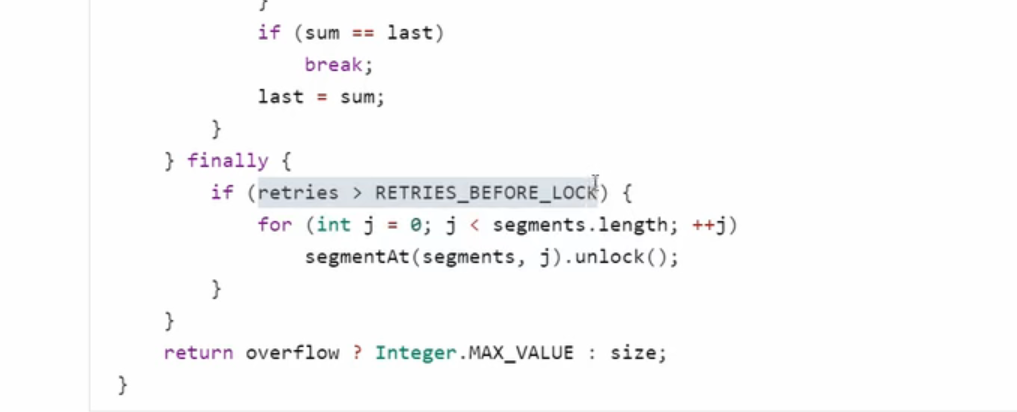 }
if (sum == last)
break;
last = sum;
}
} finally {
if (retries > RETRIES_BEFORE_LOCK) {
for (int j = 0; j < segments.length; ++j)
segmentAt(segments, j).unlock();
}
}
return overflow ? Integer.MAX_VALUE : size;
}